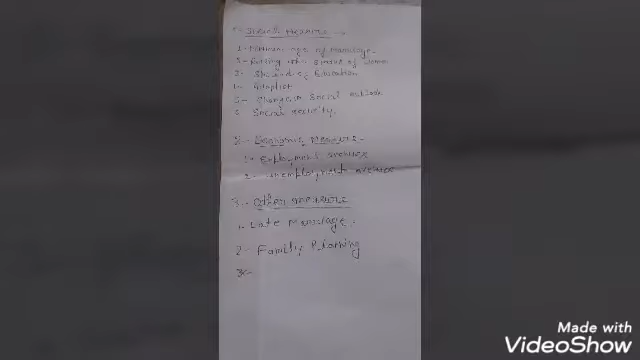 1- Social Measures →
1- Minimum age of Marriage.
2- Raising the Status of women
3- Spread of Education
4- Adoption
5- Change in Social outlook
6 Social security.
2- Economic Measures -
1- Employment avenues
2- unemployment avenues
3- Other measures
1. Late Marriage.
2- Family Planning
3-
Made with
VideoShow